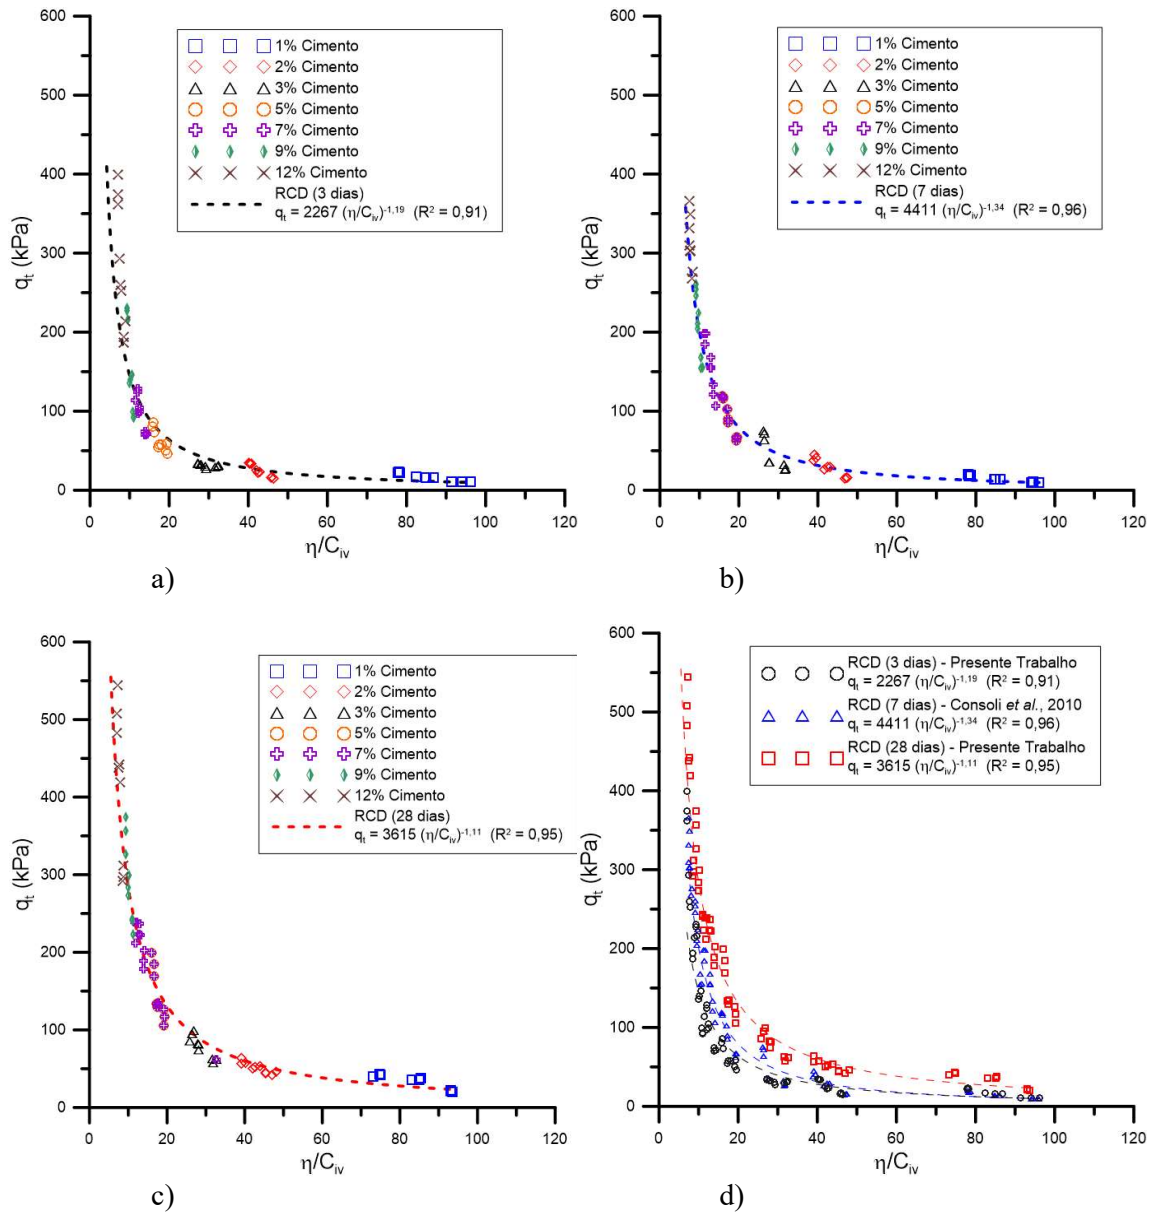 600
500
400
300
200
100
0
qt (kPa)
1% Cimento
2% Cimento
3% Cimento
5% Cimento
7% Cimento
9% Cimento
12% Cimento
RCD (3 dias)
qt = 2267 (η/Civ)-1,19 (R2 = 0,91)
0 20 40 60 80 100 120
η/Civ
a)
600
500
400
300
200
100
0
qt (kPa)
1% Cimento
2% Cimento
3% Cimento
5% Cimento
7% Cimento
9% Cimento
12% Cimento
RCD (7 dias)
qt = 4411 (η/Civ)-1,34 (R2 = 0,96)
0 20 40 60 80 100 120
η/Civ
b)
600
500
400
300
200
100
0
qt (kPa)
1% Cimento
2% Cimento
3% Cimento
5% Cimento
7% Cimento
9% Cimento
12% Cimento
RCD (28 dias)
qt = 3615 (η/Civ)-1,11 (R2 = 0,95)
0 20 40 60 80 100 120
η/Civ
c)
600
500
400
300
200
100
0
qt (kPa)
RCD (3 dias) - Presente Trabalho
qt = 2267 (η/Civ)-1,19 (R2 = 0,91)
RCD (7 dias) - Consoli et al., 2010
qt = 4411 (η/Civ)-1,34 (R2 = 0,96)
RCD (28 dias) - Presente Trabalho
qt = 3615 (η/Civ)-1,11 (R2 = 0,95)
0 20 40 60 80 100 120
η/Civ
d)